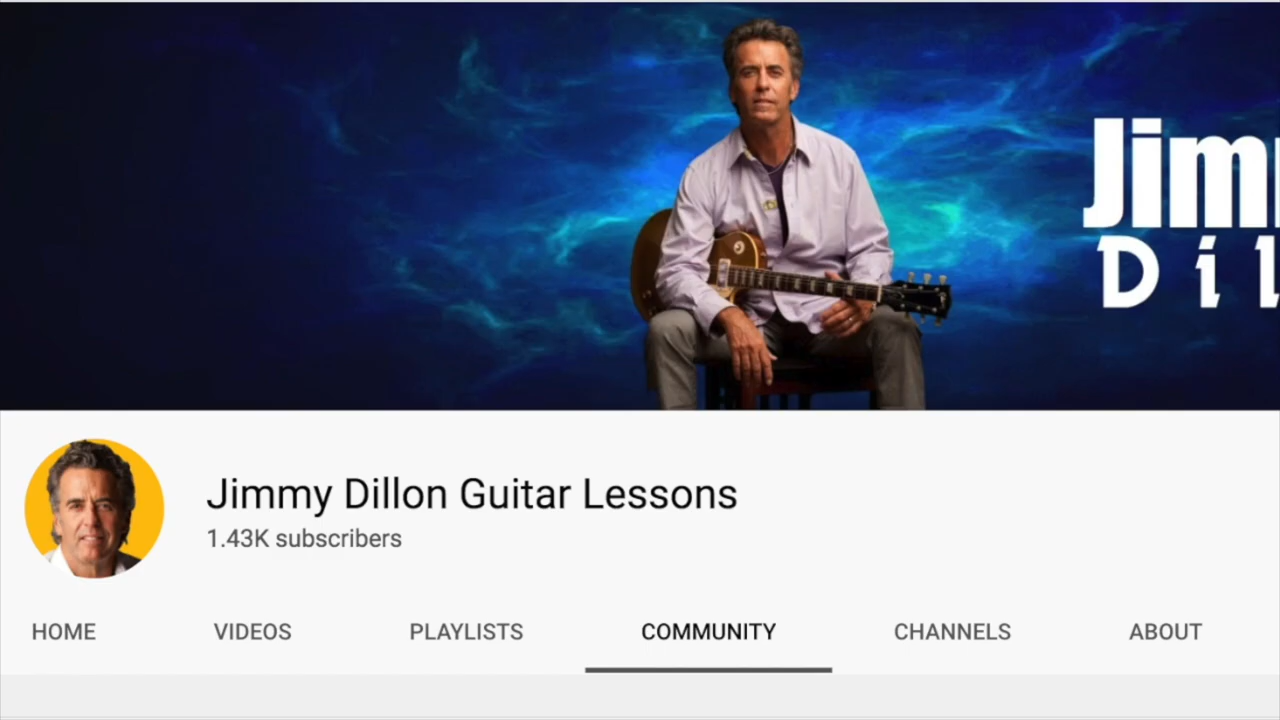 Jim
Dil
Jimmy Dillon Guitar Lessons
1.43K subscribers
HOME VIDEOS PLAYLISTS COMMUNITY CHANNELS ABOUT